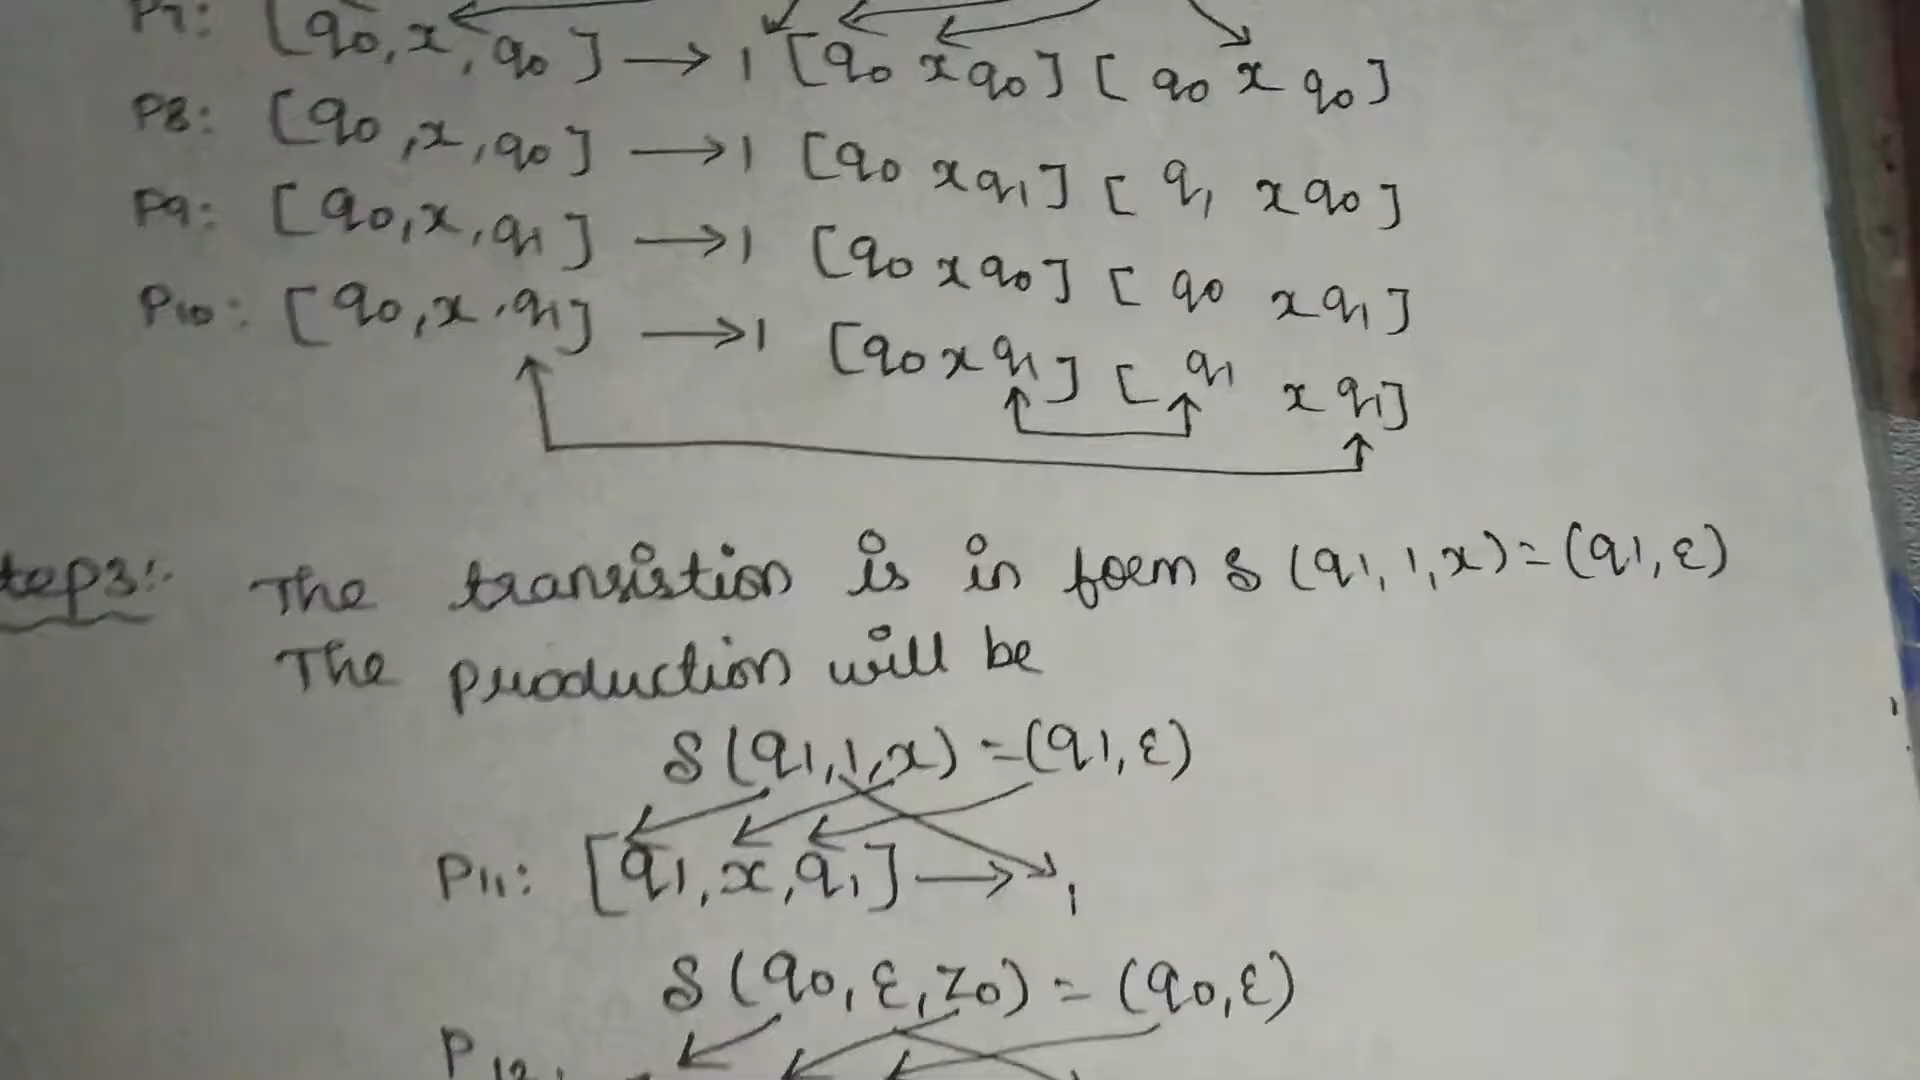 P7: [q0, x, q0] → 1 [q0 x q0] [ q0 x q0]
P8: [q0, x, q0] → 1 [q0 x q1] [ q1 x q0]
P9: [q0, x, q1] → 1 [q0 x q0] [ q0 x q1]
P10: [q0, x, q1] → 1 [q0 x q1] [ q1 x q1]
tep3: The transistion is in form δ (q1, 1, x) = (q1, ε)
The production will be
δ (q1, 1, x) = (q1, ε)
P11: [q1, x, q1] → 1
δ (q0, ε, z0) = (q0, ε)
P12: